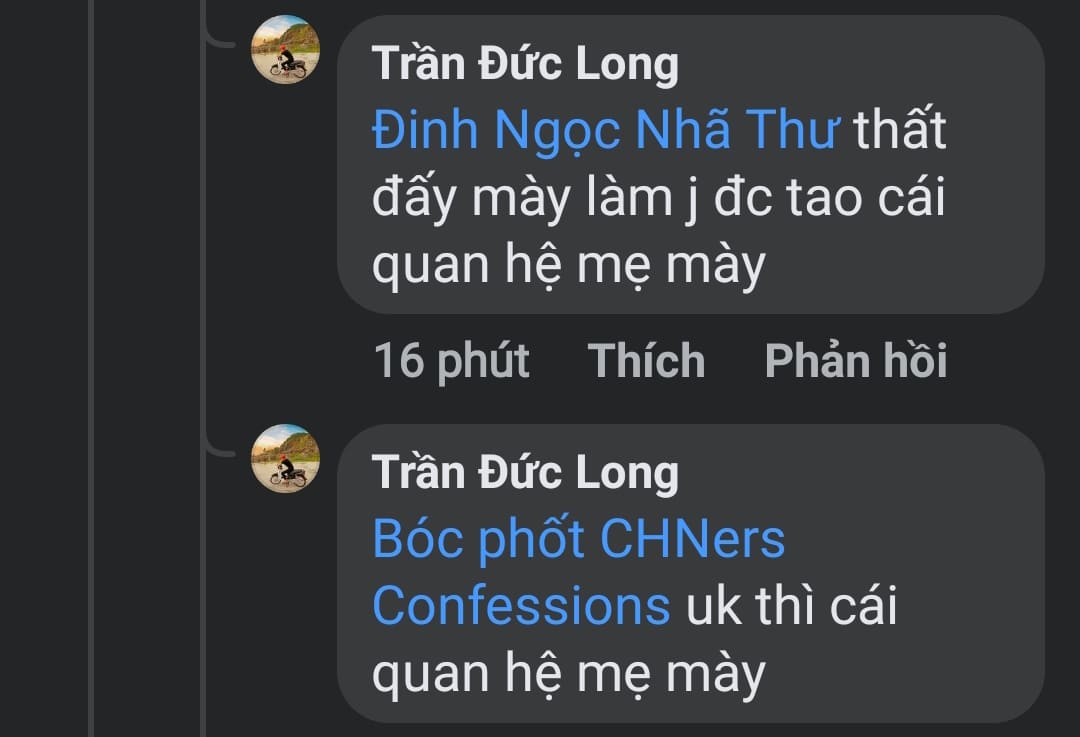 Trần Đức Long
Đinh Ngọc Nhã Thư thất
đấy mày làm j đc tao cái
quan hệ mẹ mày
16 phút Thích Phản hồi
Trần Đức Long
Bóc phốt CHNers
Confessions uk thì cái
quan hệ mẹ mày